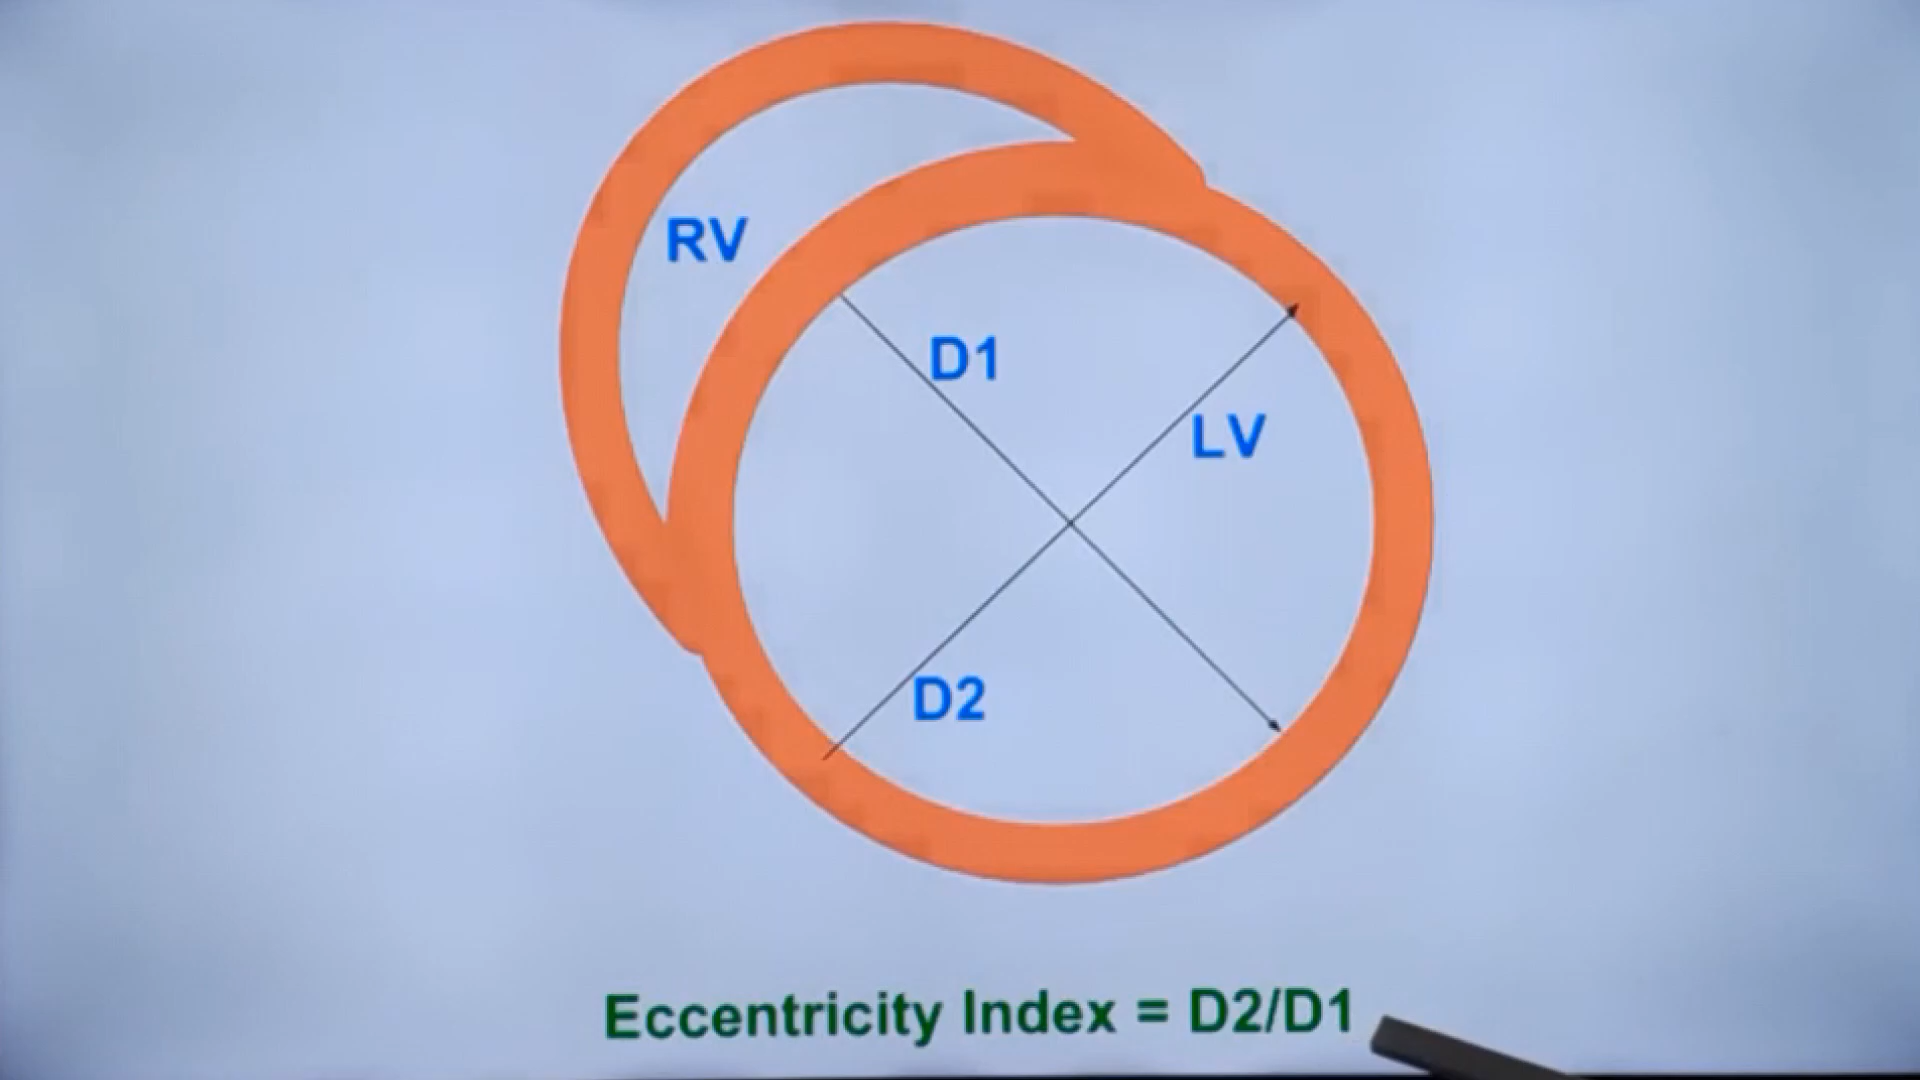 RV
D1
LV
D2
Eccentricity Index = D2/D1